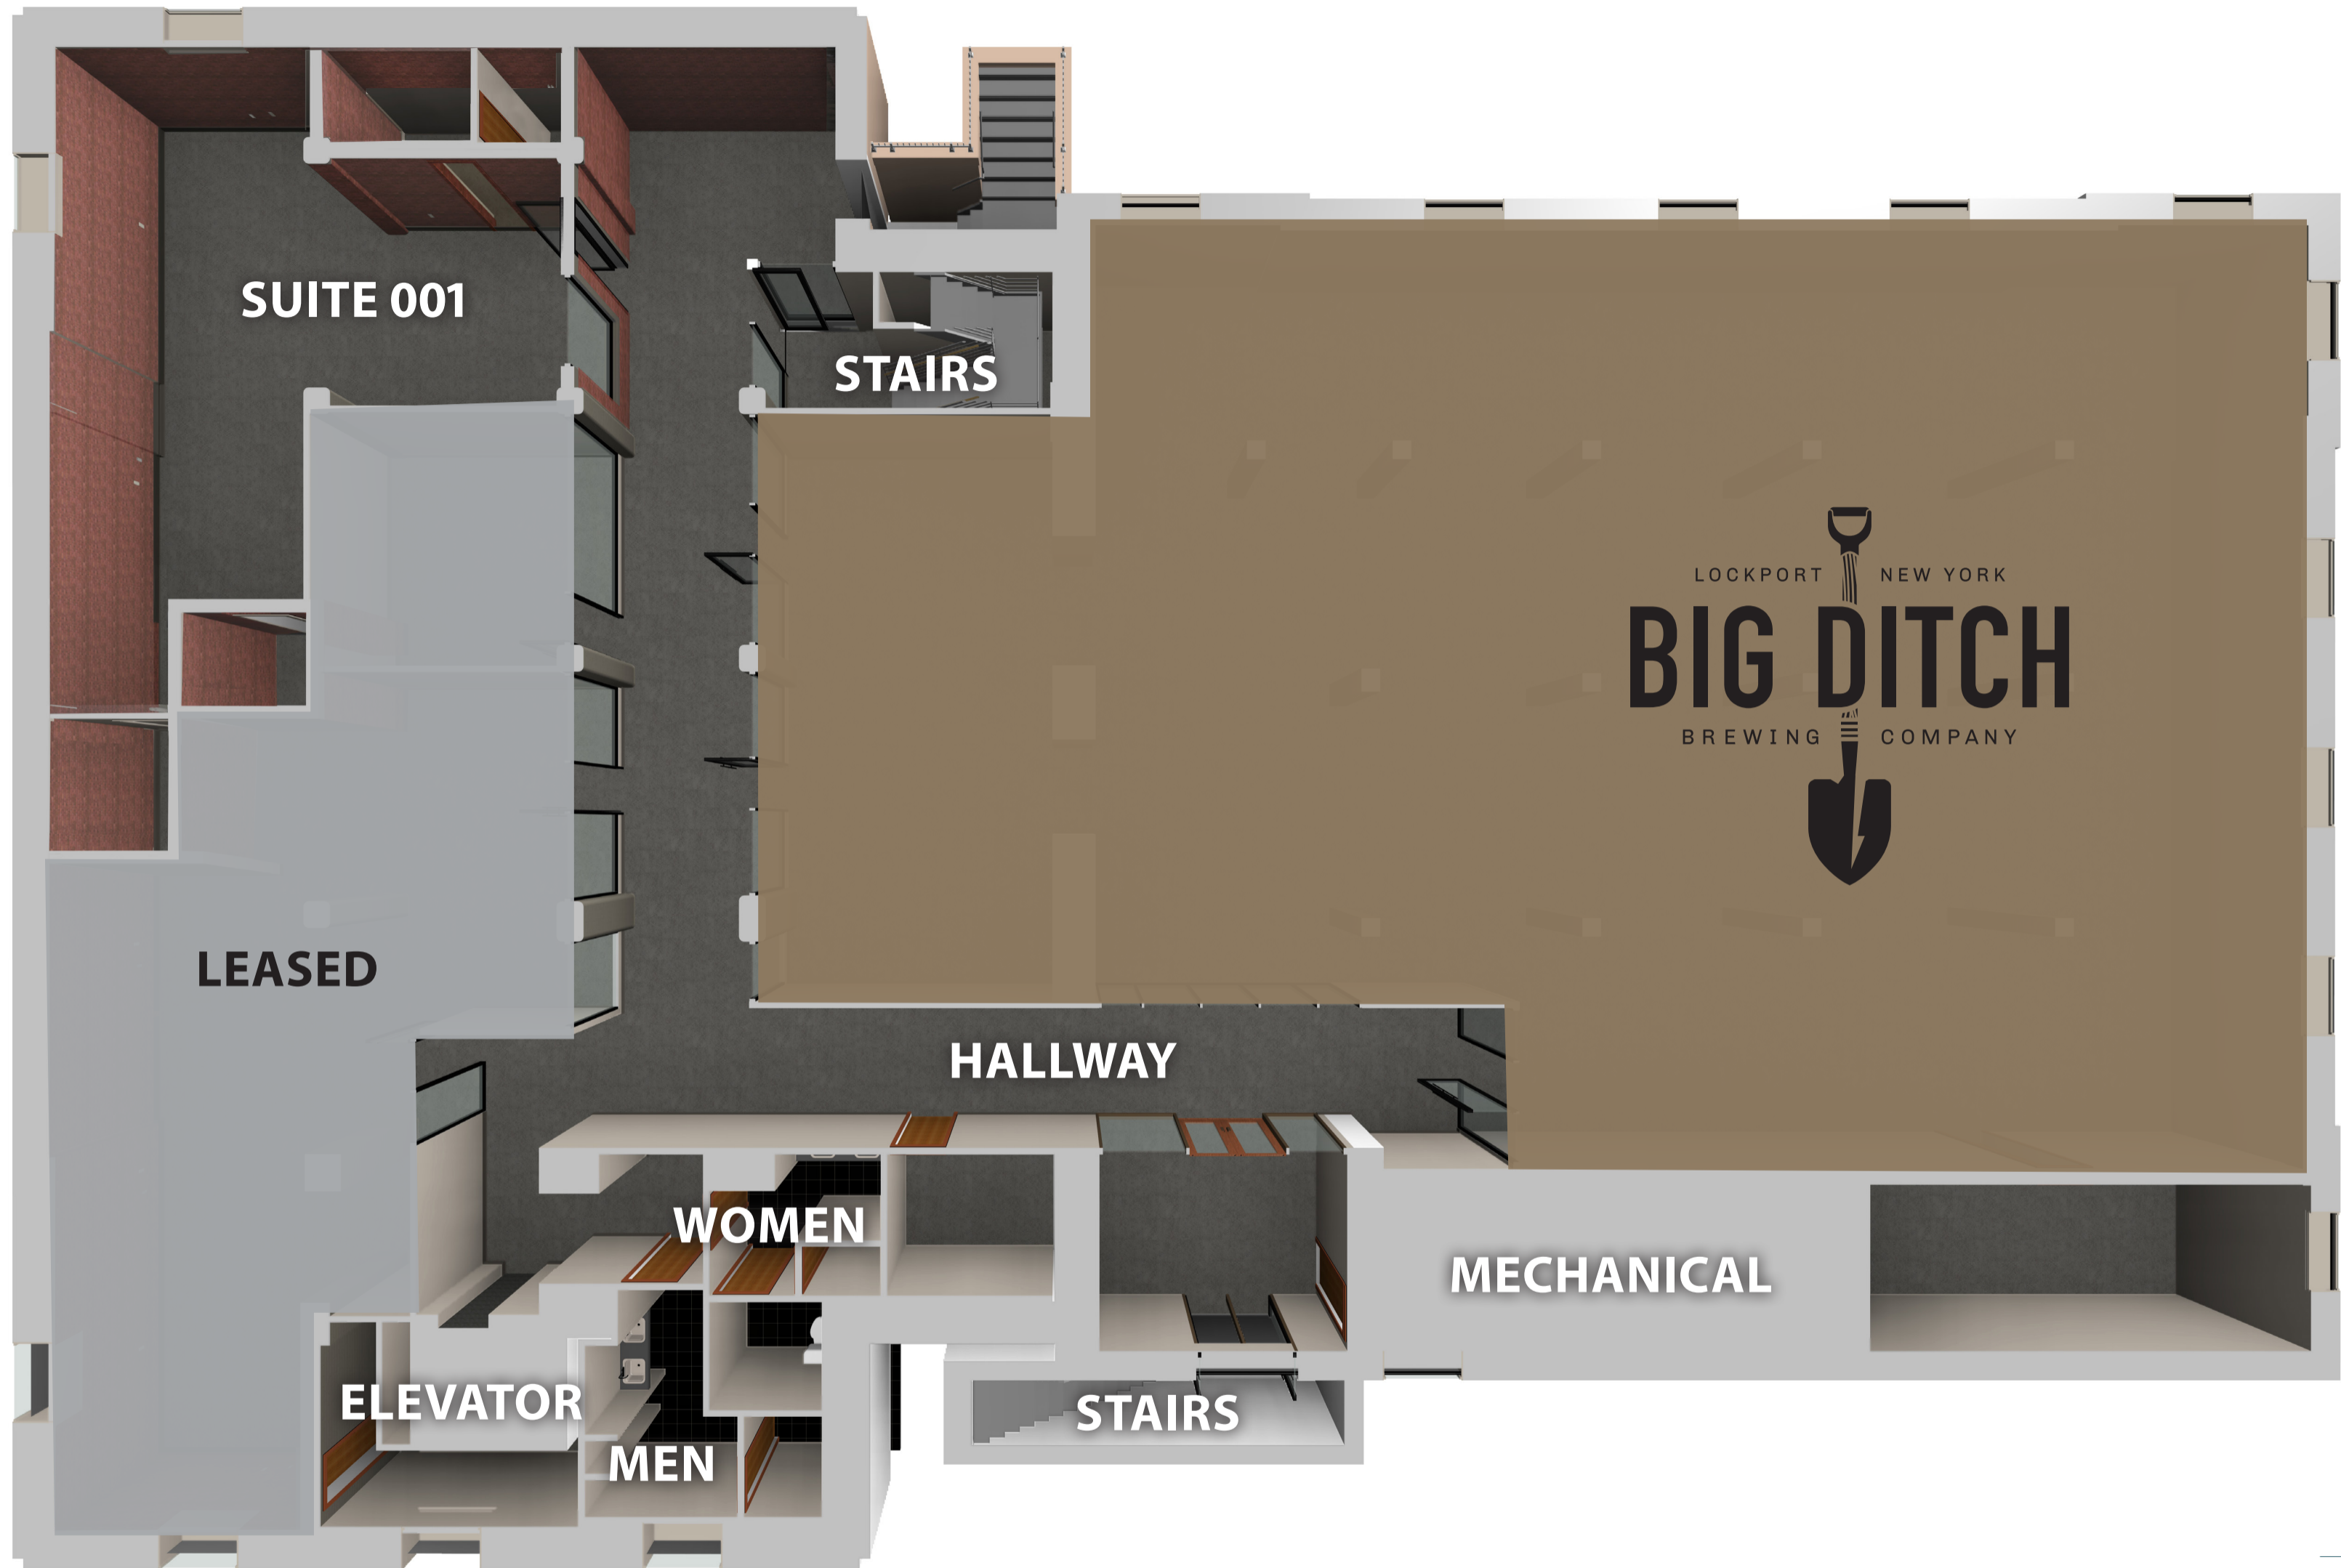 SUITE 001
STAIRS
LOCKPORT NEW YORK
BIG DITCH
BREWING COMPANY
LEASED
HALLWAY
WOMEN
MECHANICAL
ELEVATOR
STAIRS
MEN